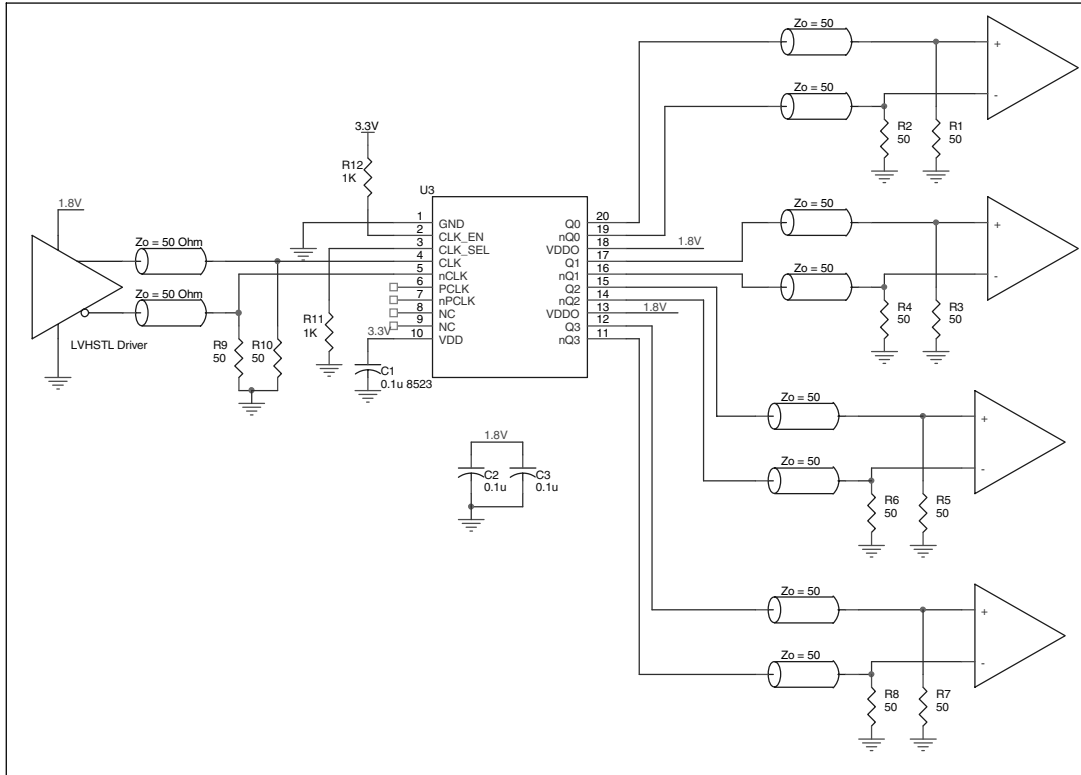 Zo = 50
+
-
Zo = 50
R2
50
R1
50
3.3V
R12
1K
U3
1.8V
Zo = 50 Ohm
Zo = 50 Ohm
LVHSTL Driver
R9
50
R10
50
R11
1K
3.3V
C1
0.1u
8523
1 GND
2 CLK_EN
3 CLK_SEL
4 CLK
5 nCLK
6 PCLK
7 nPCLK
8 NC
9 NC
10 VDD
Q0 20
nQ0 19
VDDO 18
Q1 17
nQ1 16
Q2 15
nQ2 14
VDDO 13
Q3 12
nQ3 11
1.8V
1.8V
Zo = 50
+
-
Zo = 50
R4
50
R3
50
1.8V
C2
0.1u
C3
0.1u
Zo = 50
+
-
Zo = 50
R6
50
R5
50
Zo = 50
+
-
Zo = 50
R8
50
R7
50